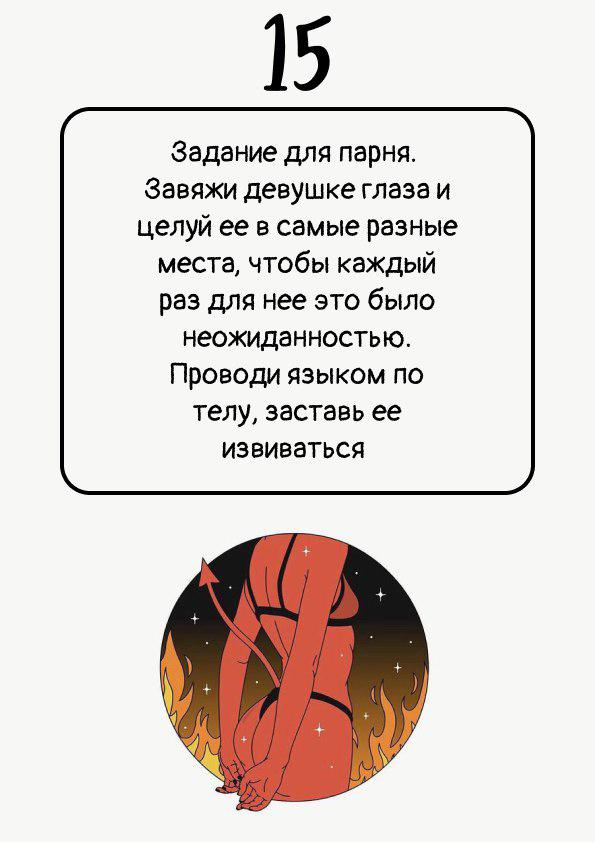 15
Задание для парня.
Завяжи девушке глаза и
целуй ее в самые разные
места, чтобы каждый
раз для нее это было
неожиданностью.
Проводи языком по
телу, заставь ее
извиваться